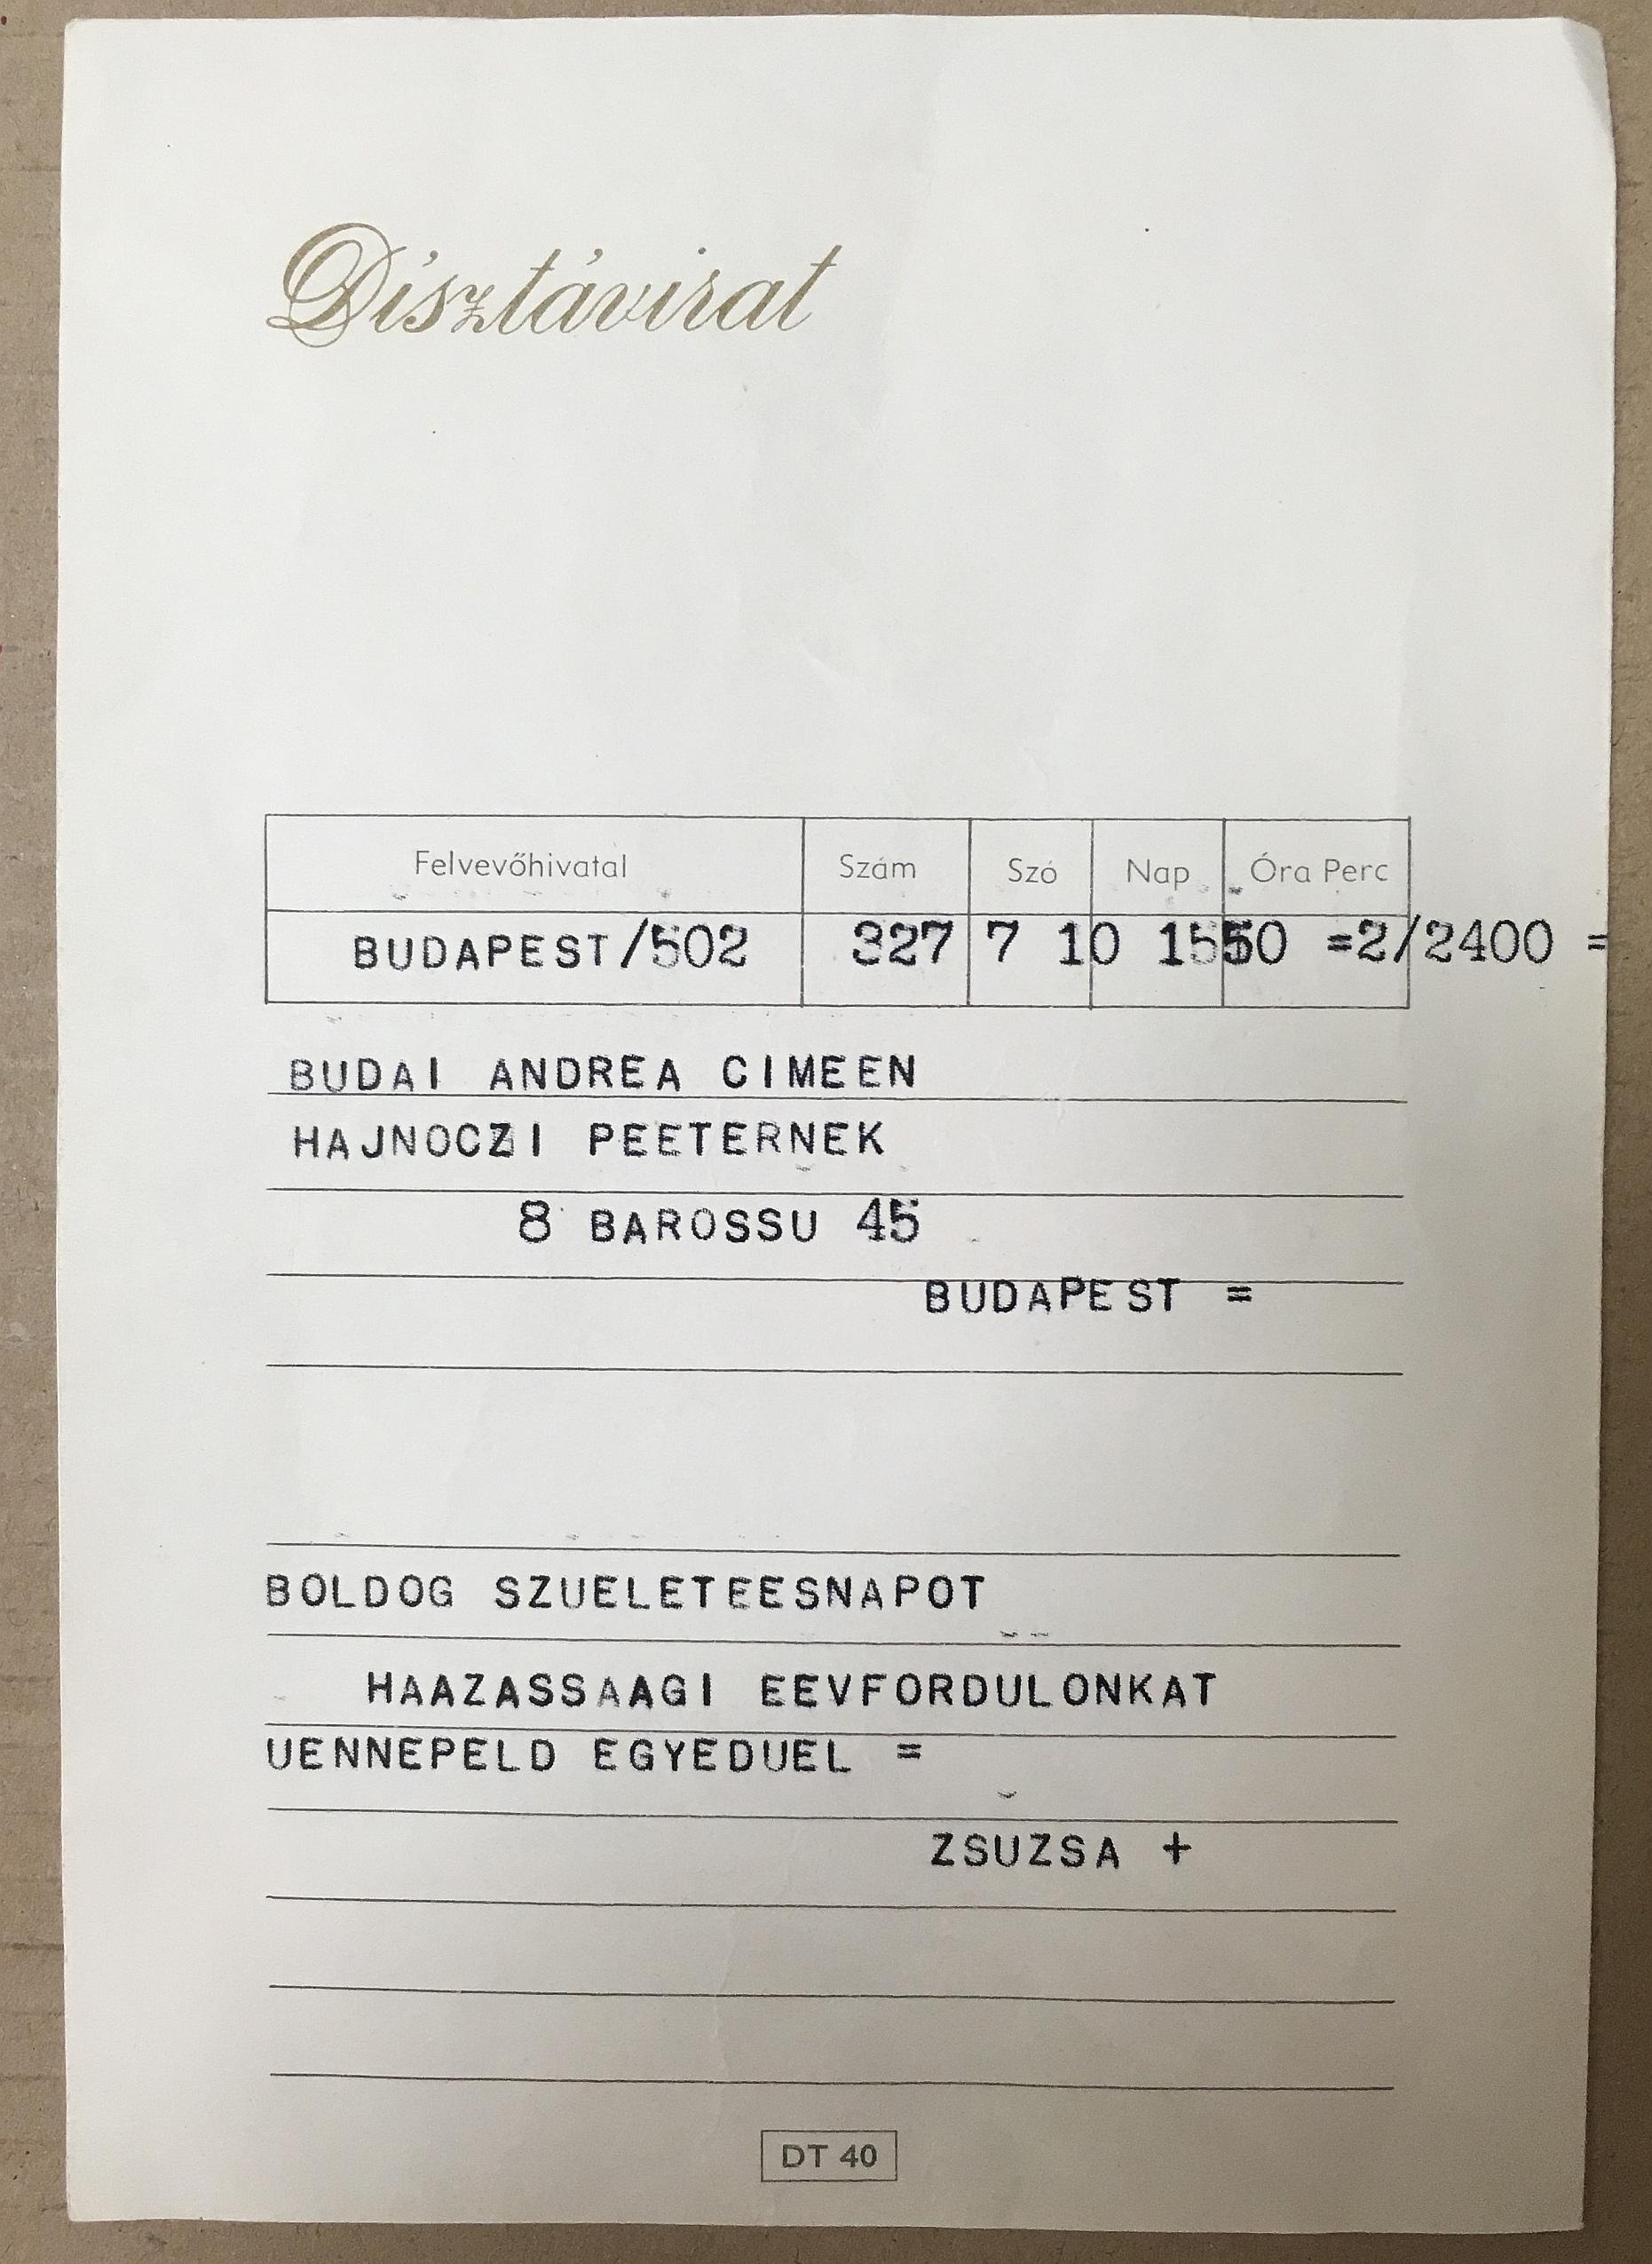 Dísztávirat
Felvevőhivatal Szám Szó Nap Óra Perc
BUDAPEST/502 327 7 10 1550 =2/2400 =
BUDAI ANDREA CIMEEN
HAJNOCZI PEETERNEK
8 BAROSSU 45
BUDAPEST =
BOLDOG SZUELETEESNAPOT
HAAZASSAAGI EEVFORDULONKAT
UENNEPELD EGYEDUEL =
ZSUZSA +
DT 40